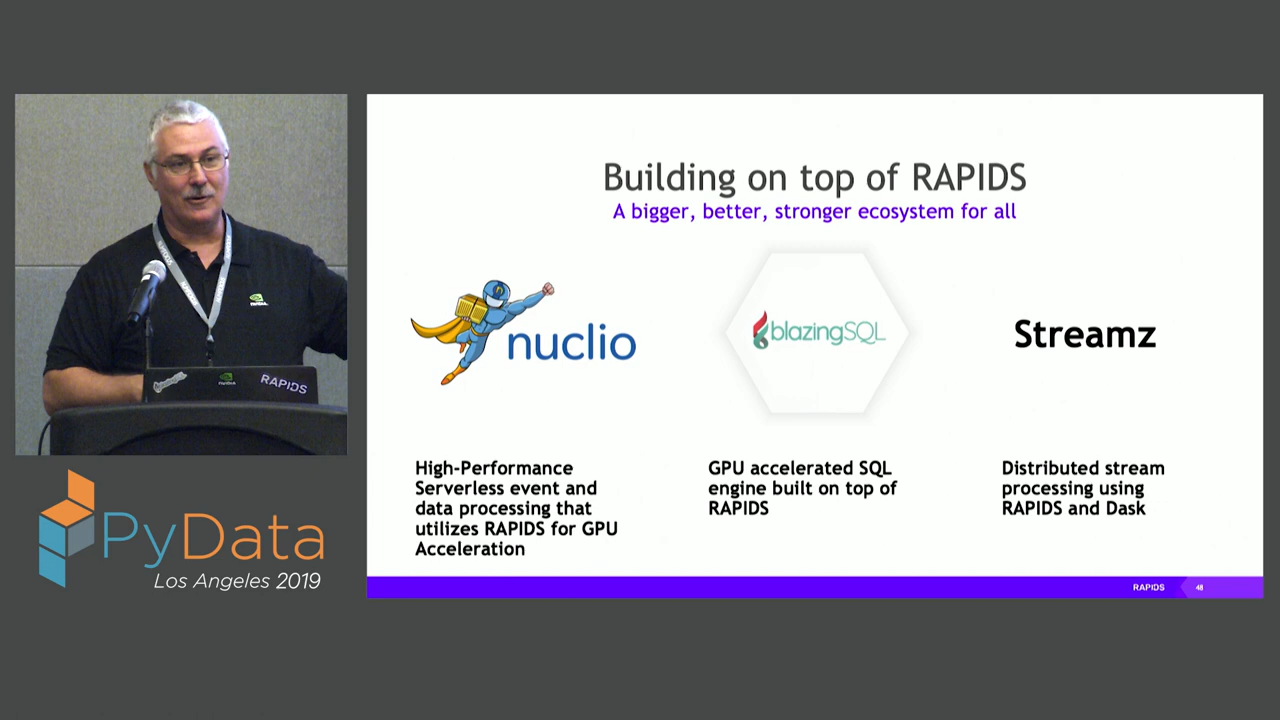 Building on top of RAPIDS
A bigger, better, stronger ecosystem for all
nuclio
blazingSQL
Streamz
High-Performance
Serverless event and
data processing that
utilizes RAPIDS for GPU
Acceleration
GPU accelerated SQL
engine built on top of
RAPIDS
Distributed stream
processing using
RAPIDS and Dask
RAPIDS
48
NVIDIA
RAPIDS
PyData
Los Angeles 2019